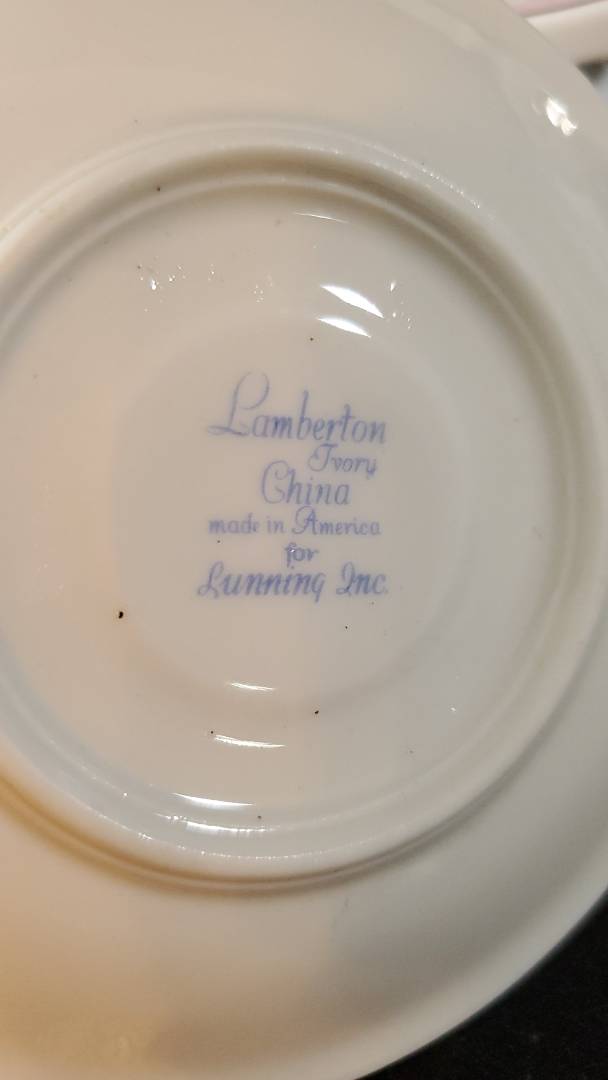 Lamberton
Ivory
China
made in America
for
Lunning Inc.